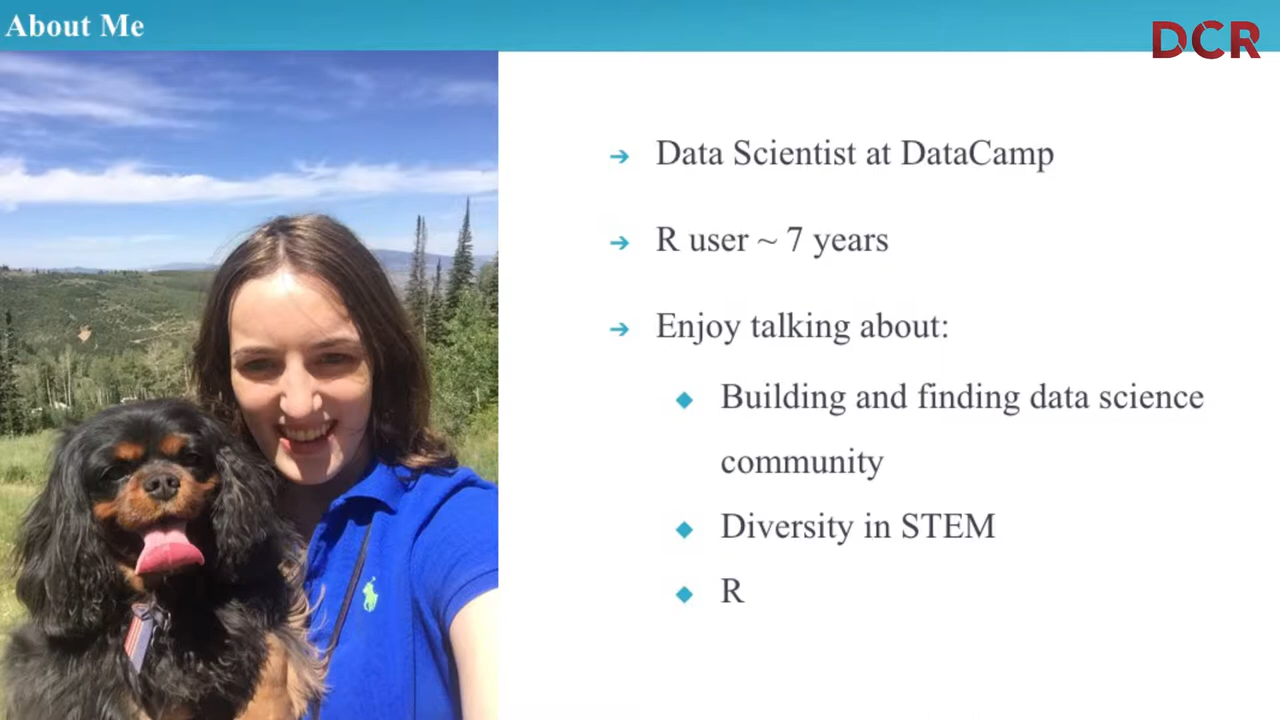 About Me
DCR
Data Scientist at DataCamp
R user ~ 7 years
Enjoy talking about:
Building and finding data science
community
Diversity in STEM
R